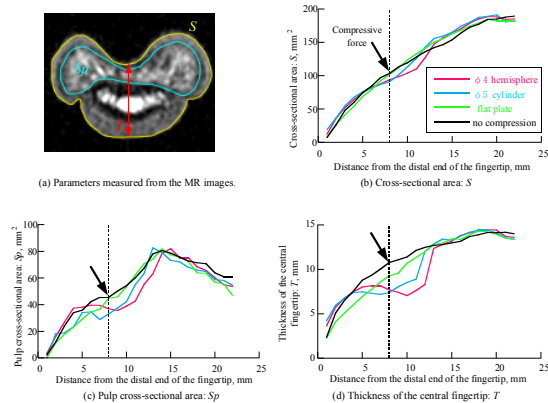 S
Sp
T
(a) Parameters measured from the MR images.
Cross-sectional area: S, mm²
200
150
100
50
0
Compressive
force
φ 4 hemisphere
φ 5 cylinder
flat plate
no compression
0 5 10 15 20 25
Distance from the distal end of the fingertip, mm
(b) Cross-sectional area: S
Pulp cross-sectional area: Sp, mm²
100
80
60
40
20
0
0 5 10 15 20 25
Distance from the distal end of the fingertip, mm
(c) Pulp cross-sectional area: Sp
Thickness of the central
fingertip: T, mm
15
10
5
0
0 5 10 15 20 25
Distance from the distal end of the fingertip, mm
(d) Thickness of the central fingertip: T